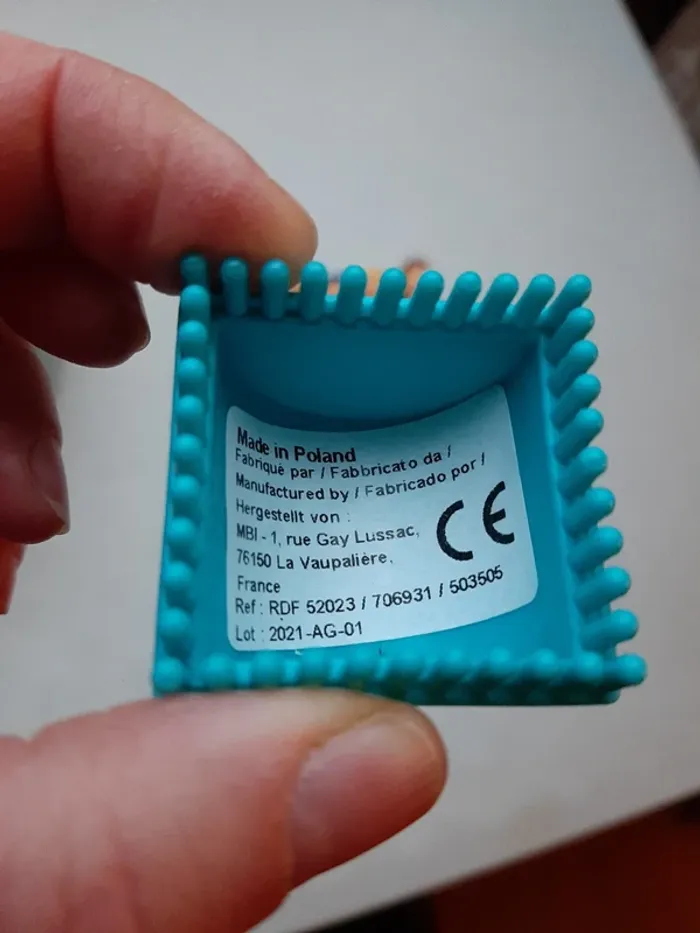 Made in Poland
Fabriqué par / Fabbricato da /
Manufactured by / Fabricado por /
Hergestellt von :
MBI - 1, rue Gay Lussac,
76150 La Vaupalière,
France
Ref : RDF 52023 / 706931 / 503505
Lot : 2021-AG-01
CE